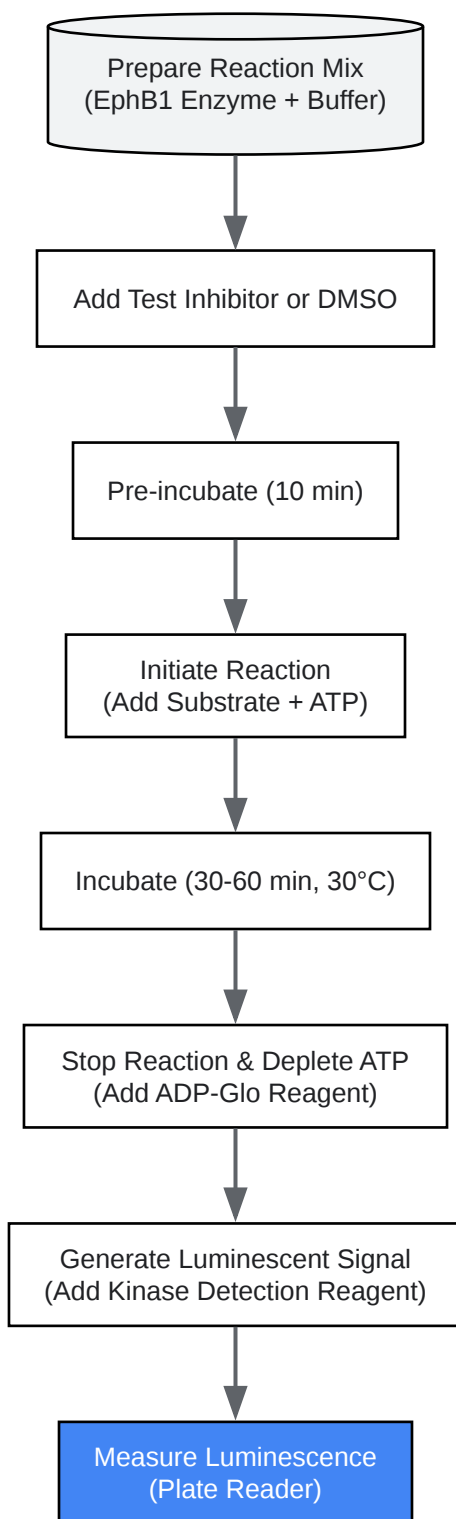 Prepare Reaction Mix
(EphB1 Enzyme + Buffer)
Add Test Inhibitor or DMSO
Pre-incubate (10 min)
Initiate Reaction
(Add Substrate + ATP)
Incubate (30-60 min, 30°C)
Stop Reaction & Deplete ATP
(Add ADP-Glo Reagent)
Generate Luminescent Signal
(Add Kinase Detection Reagent)
Measure Luminescence
(Plate Reader)